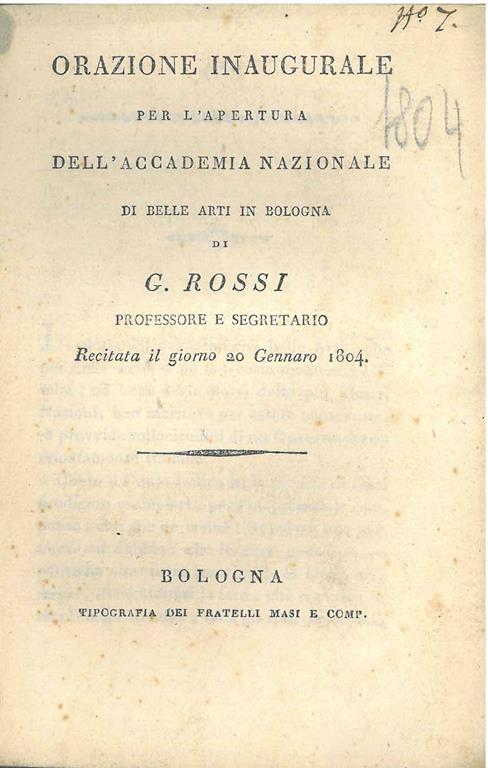 Nº 7.
ORAZIONE INAUGURALE
PER L'APERTURA
1804
DELL'ACCADEMIA NAZIONALE
DI BELLE ARTI IN BOLOGNA
DI
G. ROSSI
PROFESSORE E SEGRETARIO
Recitata il giorno 20 Gennaro 1804.
BOLOGNA
TIPOGRAFIA DEI FRATELLI MASI E COMP.